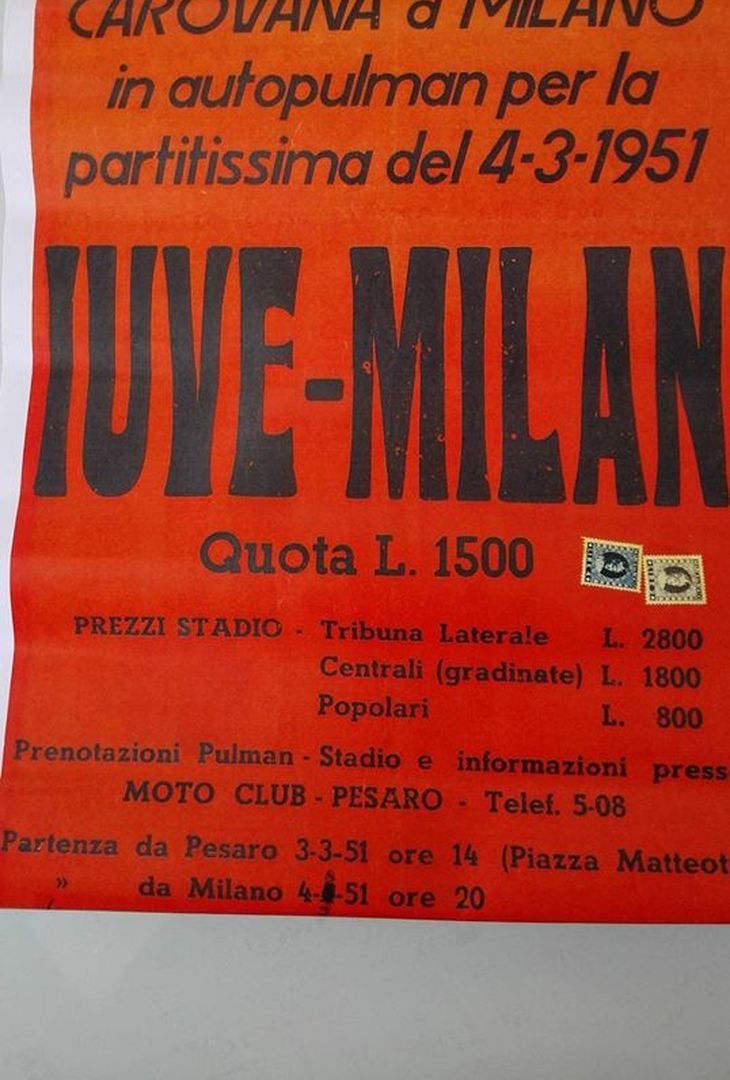 CAROVANA a MILANO
in autopulman per la
partitissima del 4-3-1951
IUVE-MILAN
Quota L. 1500
PREZZI STADIO - Tribuna Laterale L. 2800
Centrali (gradinate) L. 1800
Popolari L. 800
Prenotazioni Pulman - Stadio e informazioni press
MOTO CLUB - PESARO - Telef. 5-08
Partenza da Pesaro 3-3-51 ore 14 (Piazza Matteot
» da Milano 4- -51 ore 20